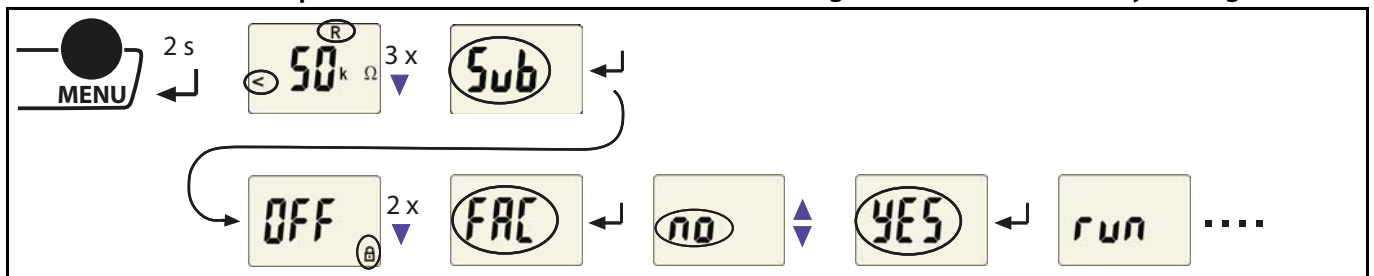 2 s
MENU
R
< 50 k Ω
3 x
Sub
OFF
2 x
FAC
no
YES
run